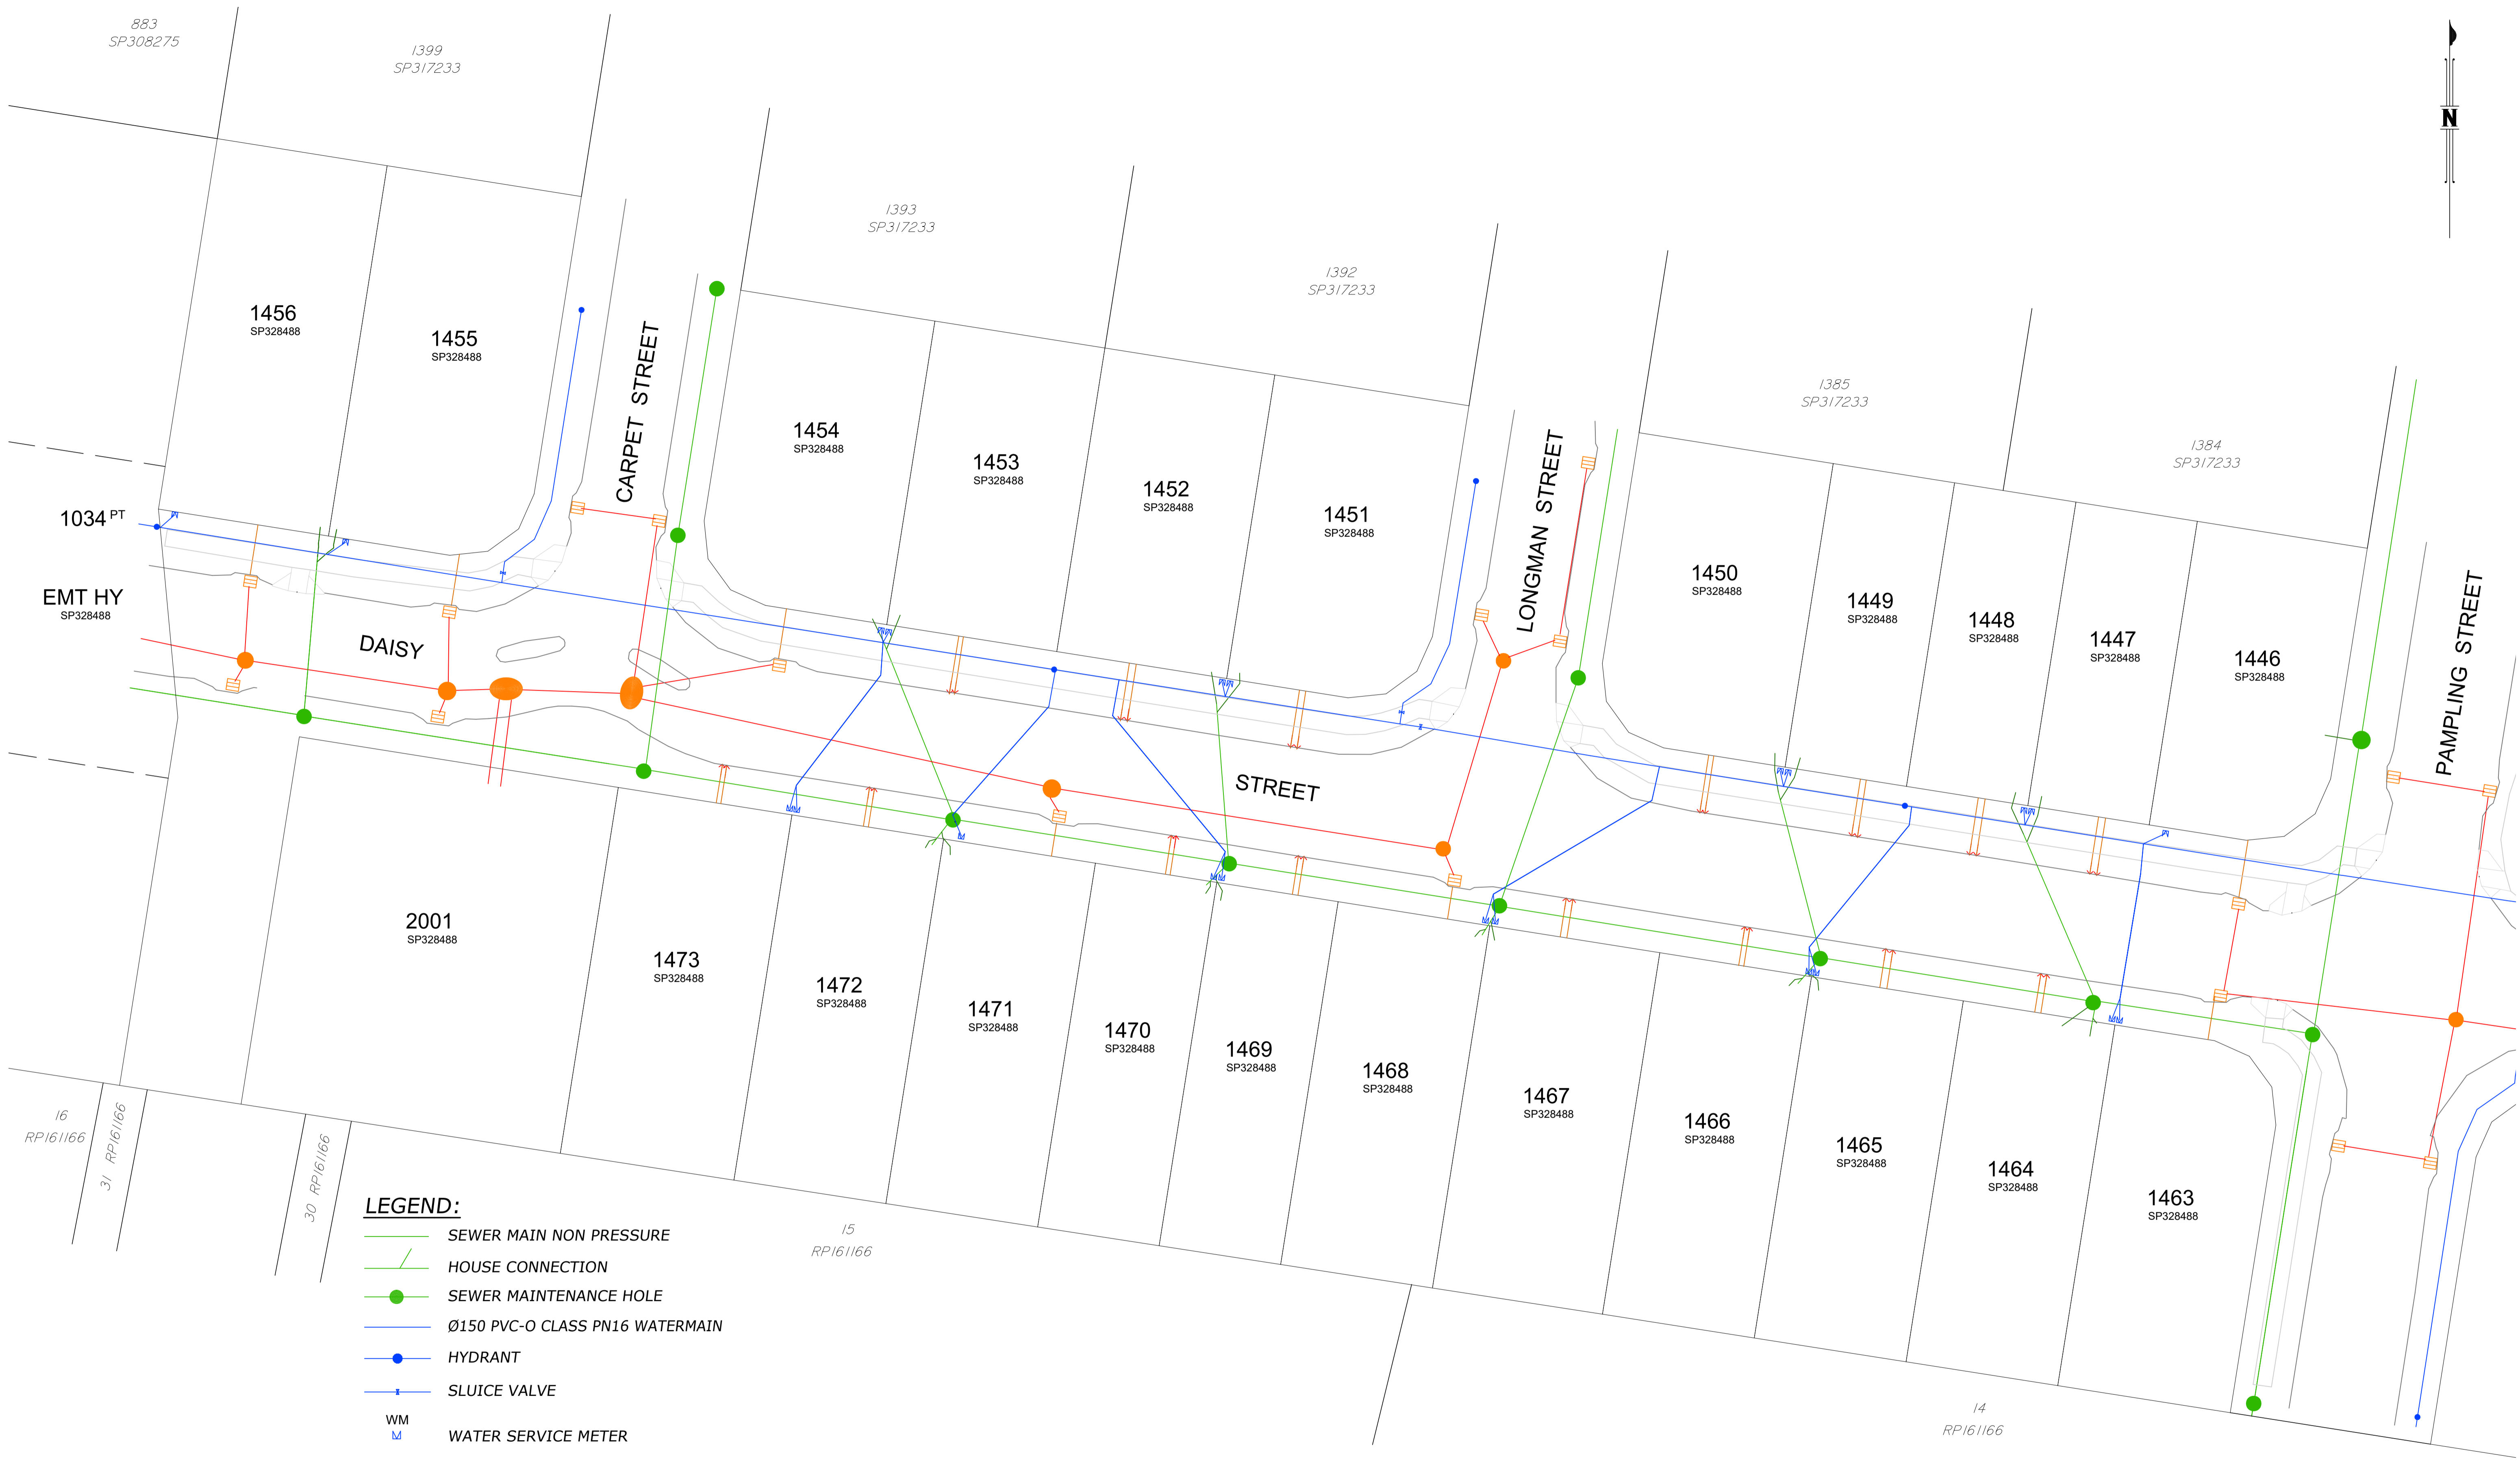 883
SP308275
1399
SP317233
N
1393
SP317233
1392
SP317233
1385
SP317233
1384
SP317233
1456
SP328488
1455
SP328488
CARPET STREET
1454
SP328488
1453
SP328488
1452
SP328488
1451
SP328488
LONGMAN STREET
1450
SP328488
1449
SP328488
1448
SP328488
1447
SP328488
1446
SP328488
PAMPLING STREET
1034 PT
EMT HY
SP328488
DAISY
STREET
2001
SP328488
1473
SP328488
1472
SP328488
1471
SP328488
1470
SP328488
1469
SP328488
1468
SP328488
1467
SP328488
1466
SP328488
1465
SP328488
1464
SP328488
1463
SP328488
16
RP161166
31 RP161166
30 RP161166
15
RP161166
14
RP161166
LEGEND:
SEWER MAIN NON PRESSURE
HOUSE CONNECTION
SEWER MAINTENANCE HOLE
Ø150 PVC-O CLASS PN16 WATERMAIN
HYDRANT
SLUICE VALVE
WM
WATER SERVICE METER